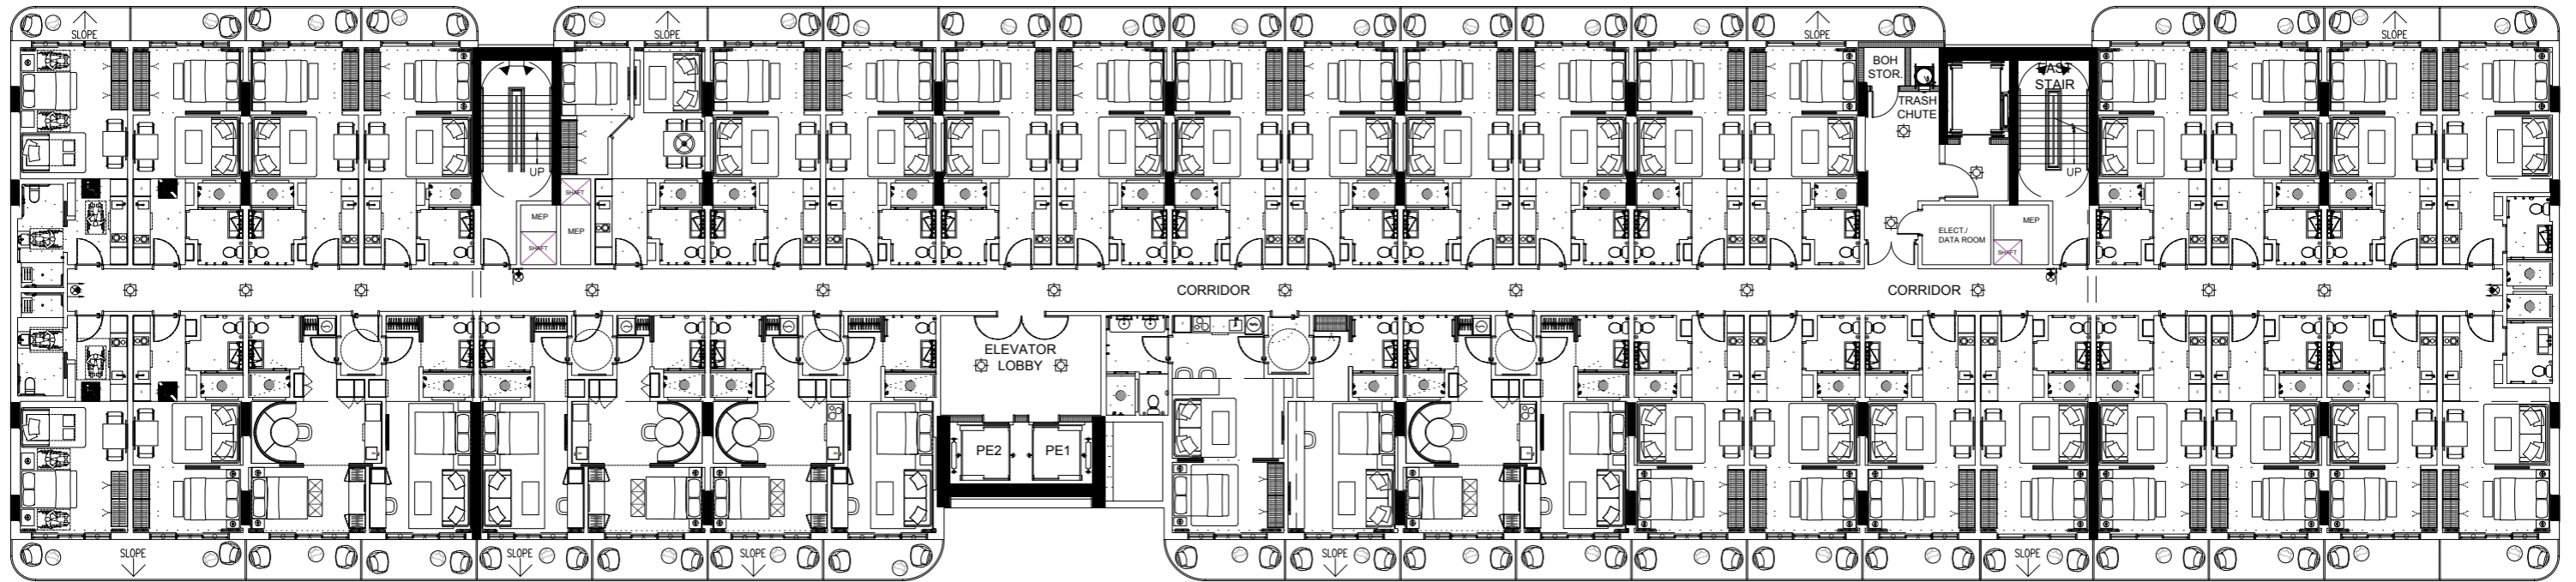 SLOPE
SLOPE
SLOPE
SLOPE
BOH
STOR.
EAST
STAIR
TRASH
CHUTE
UP
UP
SHAFT
MEP
MEP
SHAFT
MEP
ELECT./
DATA ROOM
SHAFT
CORRIDOR
CORRIDOR
ELEVATOR
LOBBY
PE2
PE1
SLOPE
SLOPE
SLOPE
SLOPE
SLOPE